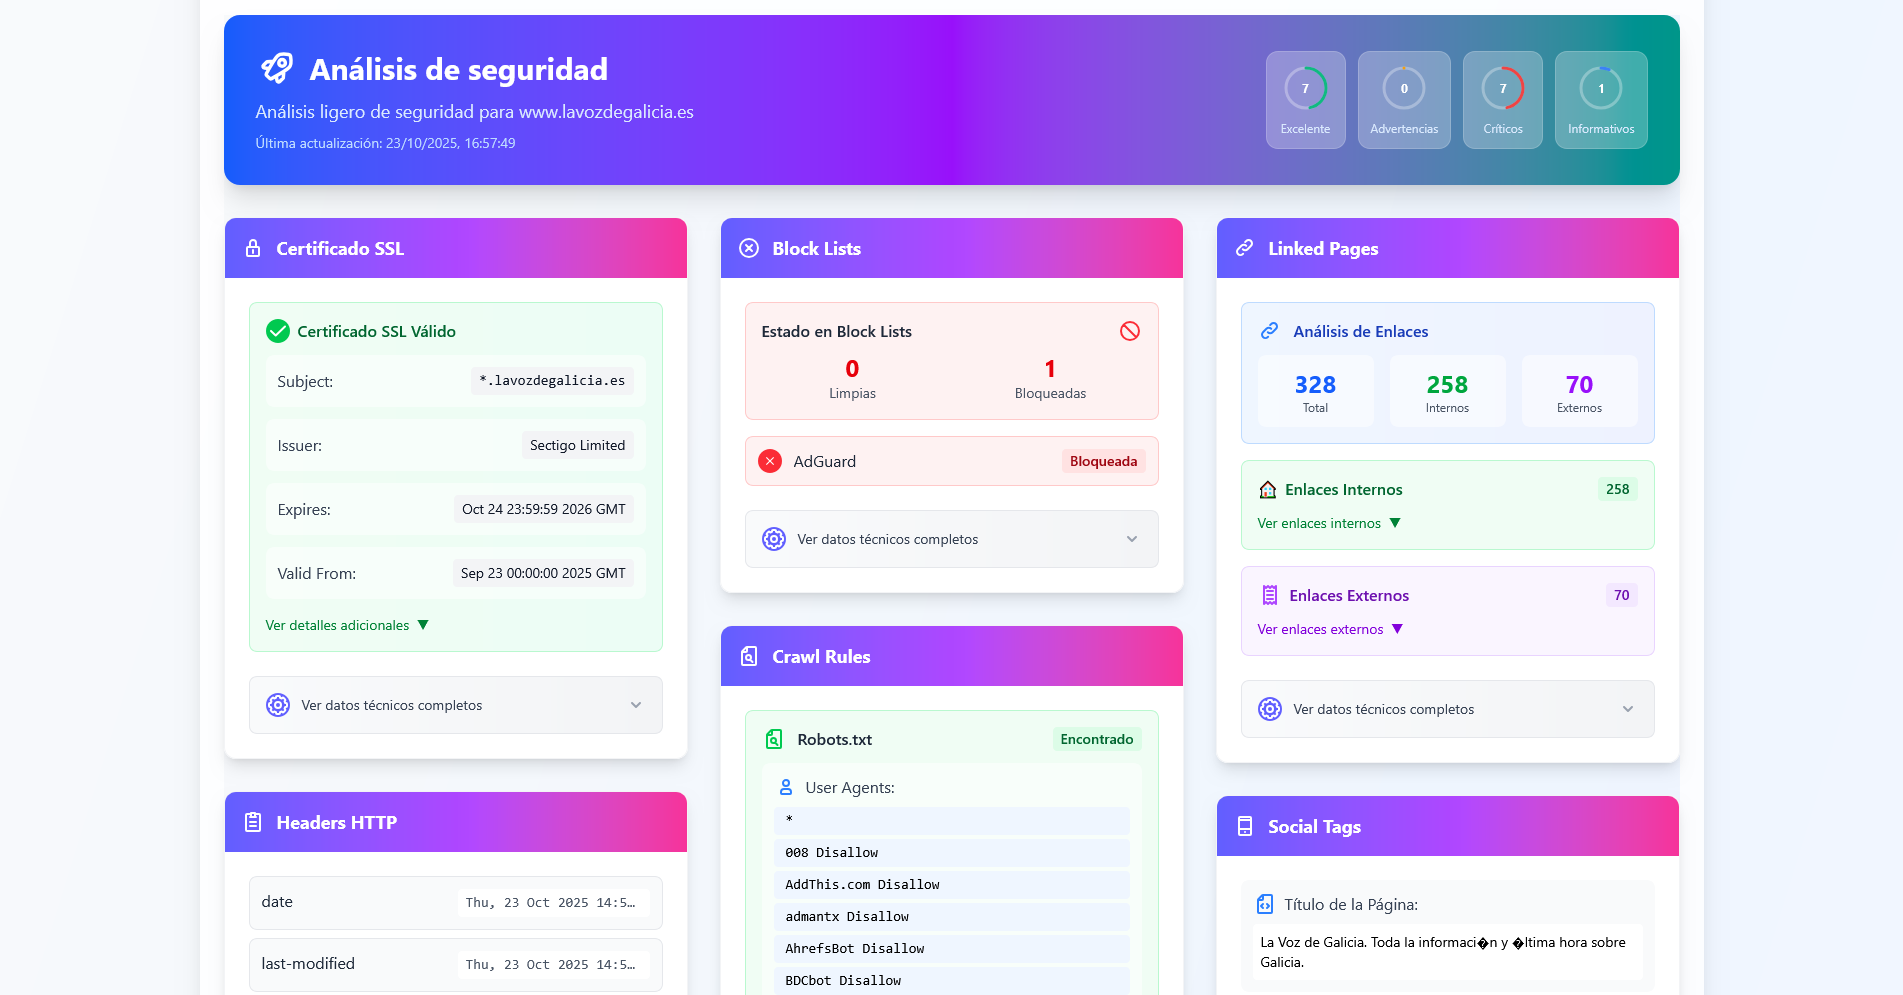 Análisis de seguridad
Análisis ligero de seguridad para www.lavozdegalicia.es
Última actualización: 23/10/2025, 16:57:49
7
Excelente
0
Advertencias
7
Críticos
1
Informativos
Certificado SSL
Certificado SSL Válido
Subject: *.lavozdegalicia.es
Issuer: Sectigo Limited
Expires: Oct 24 23:59:59 2026 GMT
Valid From: Sep 23 00:00:00 2025 GMT
Ver detalles adicionales ▼
Ver datos técnicos completos
Headers HTTP
date Thu, 23 Oct 2025 14:5…
last-modified Thu, 23 Oct 2025 14:5…
Block Lists
Estado en Block Lists
0 1
Limpias Bloqueadas
AdGuard Bloqueada
Ver datos técnicos completos
Crawl Rules
Robots.txt Encontrado
User Agents:
*
008 Disallow
AddThis.com Disallow
admantx Disallow
AhrefsBot Disallow
BDCbot Disallow
Linked Pages
Análisis de Enlaces
328 258 70
Total Internos Externos
Enlaces Internos 258
Ver enlaces internos ▼
Enlaces Externos 70
Ver enlaces externos ▼
Ver datos técnicos completos
Social Tags
Título de la Página:
La Voz de Galicia. Toda la informaci�n y �ltima hora sobre
Galicia.